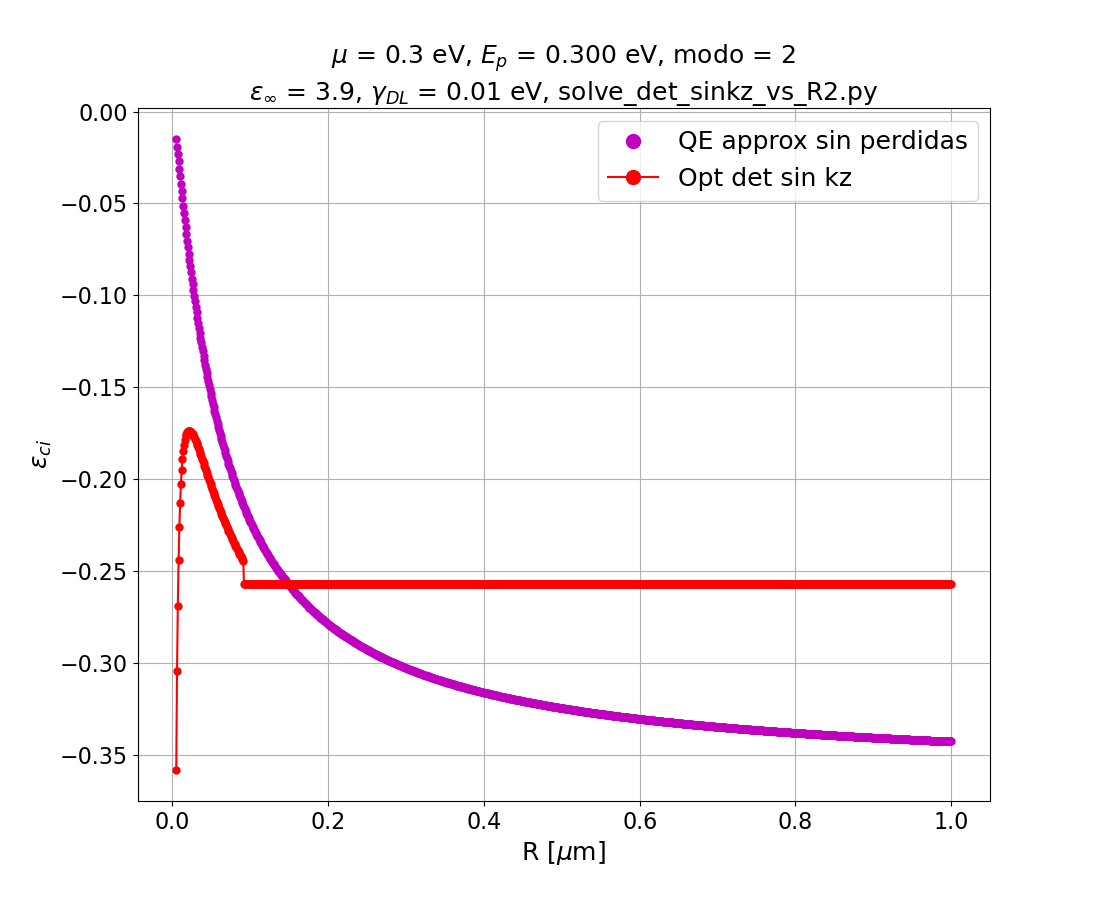 μ = 0.3 eV, E_p = 0.300 eV, modo = 2
ε_∞ = 3.9, γ_DL = 0.01 eV, solve_det_sinkz_vs_R2.py
QE approx sin perdidas
Opt det sin kz
0.00
−0.05
−0.10
−0.15
−0.20
−0.25
−0.30
−0.35
ε_ci
0.0 0.2 0.4 0.6 0.8 1.0
R [μm]